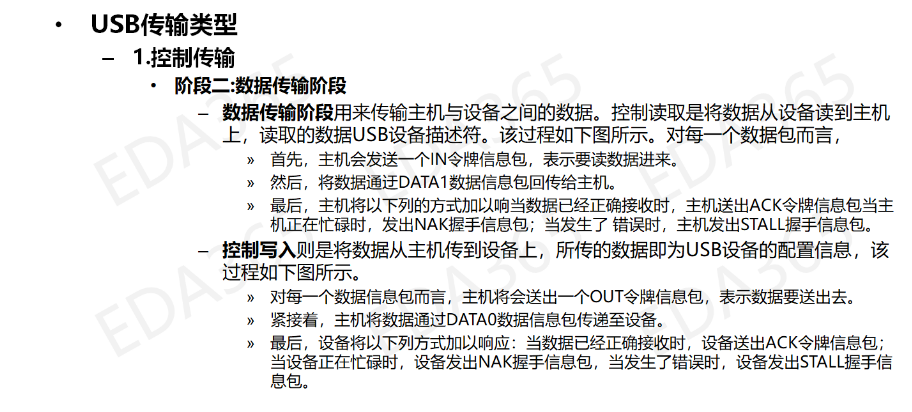 • USB传输类型
– 1.控制传输
• 阶段二:数据传输阶段
– 数据传输阶段用来传输主机与设备之间的数据。控制读取是将数据从设备读到主机
上，读取的数据USB设备描述符。该过程如下图所示。对每一个数据包而言，
» 首先，主机会发送一个IN令牌信息包，表示要读数据进来。
» 然后，将数据通过DATA1数据信息包回传给主机。
» 最后，主机将以下列的方式加以响当数据已经正确接收时，主机送出ACK令牌信息包当主
机正在忙碌时，发出NAK握手信息包；当发生了 错误时，主机发出STALL握手信息包。
– 控制写入则是将数据从主机传到设备上，所传的数据即为USB设备的配置信息，该
过程如下图所示。
» 对每一个数据信息包而言，主机将会送出一个OUT令牌信息包，表示数据要送出去。
» 紧接着，主机将数据通过DATA0数据信息包传递至设备。
» 最后，设备将以下列方式加以响应：当数据已经正确接收时，设备送出ACK令牌信息包；
当设备正在忙碌时，设备发出NAK握手信息包，当发生了错误时，设备发出STALL握手信
息包。
EDA365
EDA365
EDA365
EDA365
EDA365
EDA365